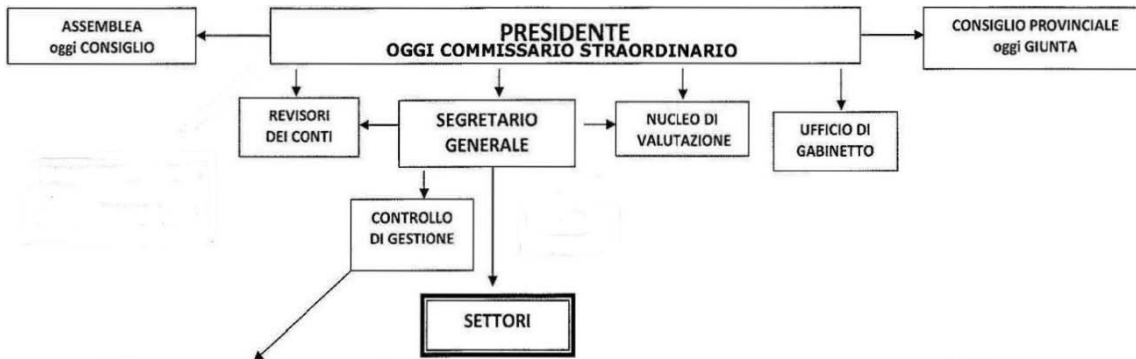 ASSEMBLEA
oggi CONSIGLIO
PRESIDENTE
OGGI COMMISSARIO STRAORDINARIO
CONSIGLIO PROVINCIALE
oggi GIUNTA
REVISORI
DEI CONTI
SEGRETARIO
GENERALE
NUCLEO DI
VALUTAZIONE
UFFICIO DI
GABINETTO
CONTROLLO
DI GESTIONE
SETTORI